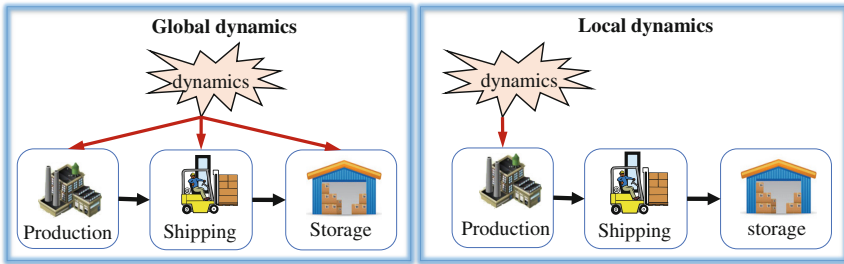 Global dynamics
dynamics
Production
Shipping
Storage
Local dynamics
dynamics
Production
Shipping
storage